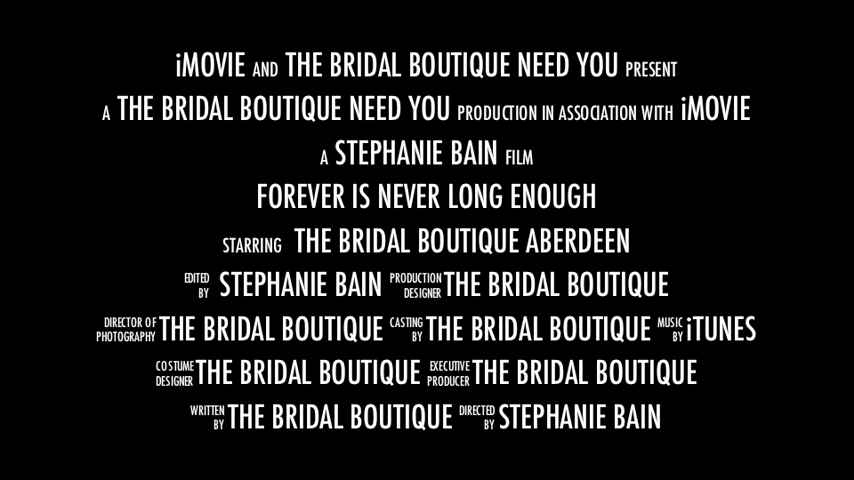 iMOVIE AND THE BRIDAL BOUTIQUE NEED YOU PRESENT
A THE BRIDAL BOUTIQUE NEED YOU PRODUCTION IN ASSOCIATION WITH iMOVIE
A STEPHANIE BAIN FILM
FOREVER IS NEVER LONG ENOUGH
STARRING THE BRIDAL BOUTIQUE ABERDEEN
EDITED BY STEPHANIE BAIN PRODUCTION DESIGNER THE BRIDAL BOUTIQUE
DIRECTOR OF PHOTOGRAPHY THE BRIDAL BOUTIQUE CASTING BY THE BRIDAL BOUTIQUE MUSIC BY iTUNES
COSTUME DESIGNER THE BRIDAL BOUTIQUE EXECUTIVE PRODUCER THE BRIDAL BOUTIQUE
WRITTEN BY THE BRIDAL BOUTIQUE DIRECTED BY STEPHANIE BAIN